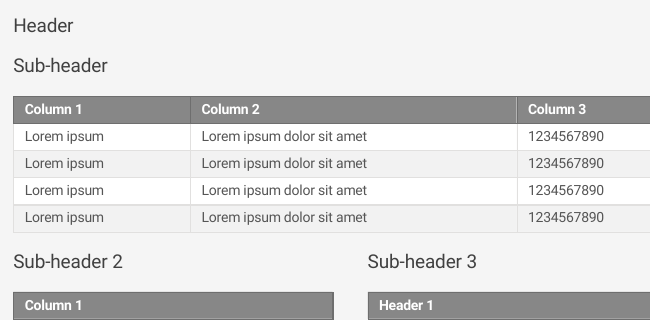 Header
Sub-header
Column 1 Column 2 Column 3
Lorem ipsum Lorem ipsum dolor sit amet 1234567890
Lorem ipsum Lorem ipsum dolor sit amet 1234567890
Lorem ipsum Lorem ipsum dolor sit amet 1234567890
Lorem ipsum Lorem ipsum dolor sit amet 1234567890
Sub-header 2 Sub-header 3
Column 1 Header 1